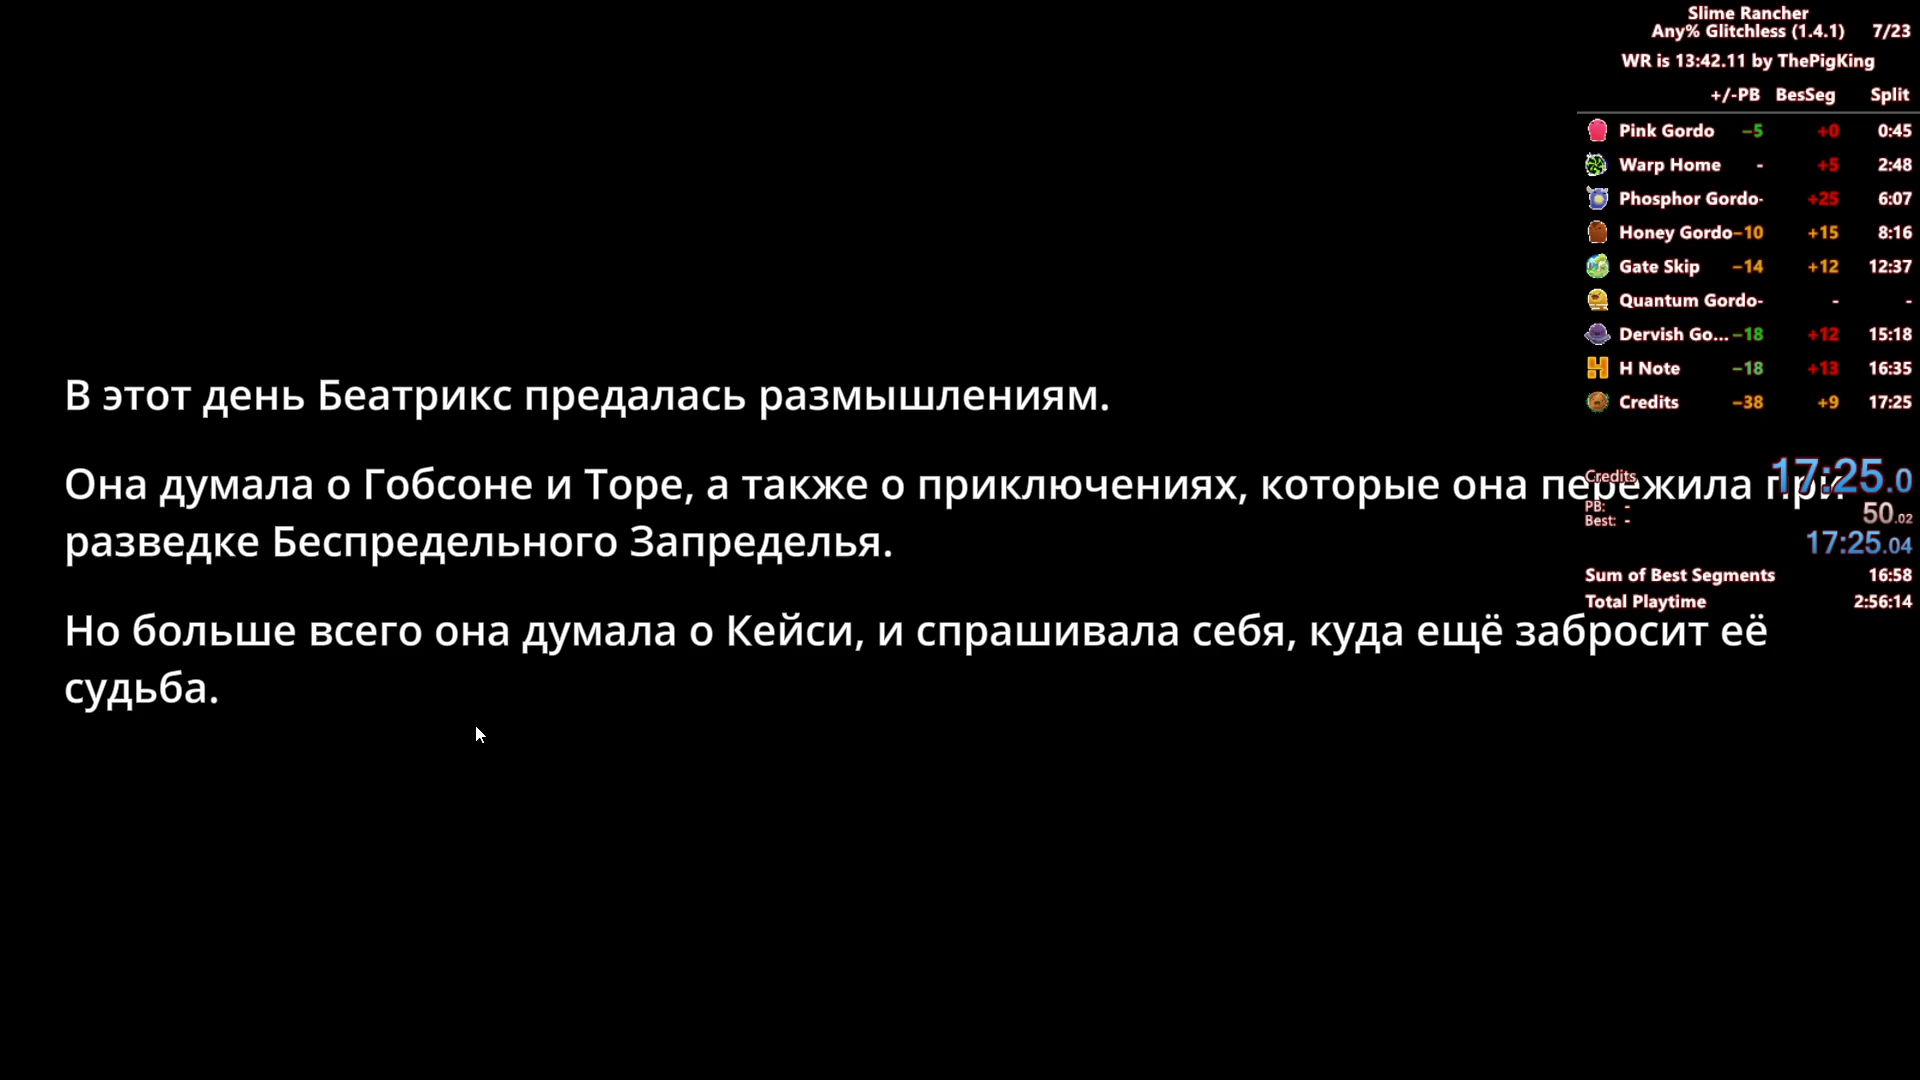 В этот день Беатрикс предалась размышлениям.
Она думала о Гобсоне и Торе, а также о приключениях, которые она пережила при
разведке Беспредельного Запределья.
Но больше всего она думала о Кейси, и спрашивала себя, куда ещё забросит её
судьба.
Slime Rancher
Any% Glitchless (1.4.1) 7/23
WR is 13:42.11 by ThePigKing
+/-PB BesSeg Split
Pink Gordo −5 +0 0:45
Warp Home - +5 2:48
Phosphor Gordo- +25 6:07
Honey Gordo −10 +15 8:16
Gate Skip −14 +12 12:37
Quantum Gordo- - -
Dervish Go... −18 +12 15:18
H Note −18 +13 16:35
Credits −38 +9 17:25
Credits 17:25.0
PB: - 50.02
Best: -
17:25.04
Sum of Best Segments 16:58
Total Playtime 2:56:14